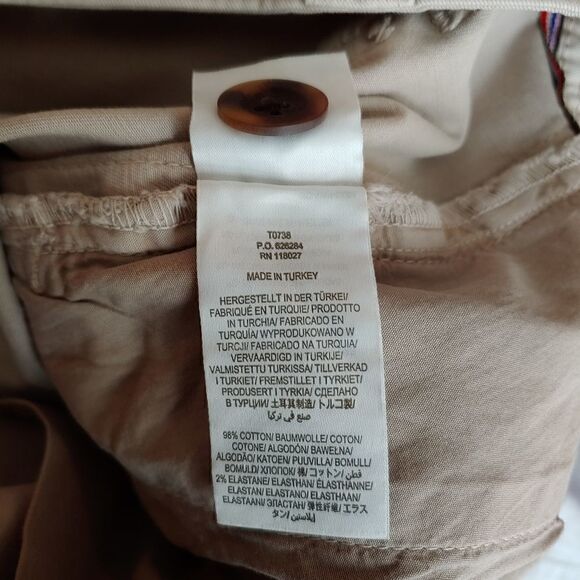 T0738
P.O. 626284
RN 118027
MADE IN TURKEY
HERGESTELLT IN DER TÜRKEI/
FABRIQUÉ EN TURQUIE/ PRODOTTO
IN TURCHIA/ FABRICADO EN
TURQUÍA/ WYPRODUKOWANO W
TURCJI/ FABRICADO NA TURQUIA/
VERVAARDIGD IN TURKIJE/
VALMISTETTU TURKISSA/ TILLVERKAD
I TURKIET/ FREMSTILLET I TYRKIET/
PRODUSERT I TYRKIA/ СДЕЛАНО
В ТУРЦИИ/ 土耳其制造/ トルコ製/
صنع في تركيا
98% COTTON/ BAUMWOLLE/ COTON/
COTONE/ ALGODÓN/ BAWEŁNA/
ALGODÃO/ KATOEN/ PUUVILLA/ BOMULL/
BOMULD/ ХЛОПОК/ 棉/ コットン/ قطن/
2% ELASTANE/ ELASTHAN/ ÉLASTHANNE/
ELASTAN/ ELASTANO/ ELASTHAAN/
ELASTAANI/ ЭЛАСТАН/ 弹性纤维/ エラス
タン/ إيلاستين